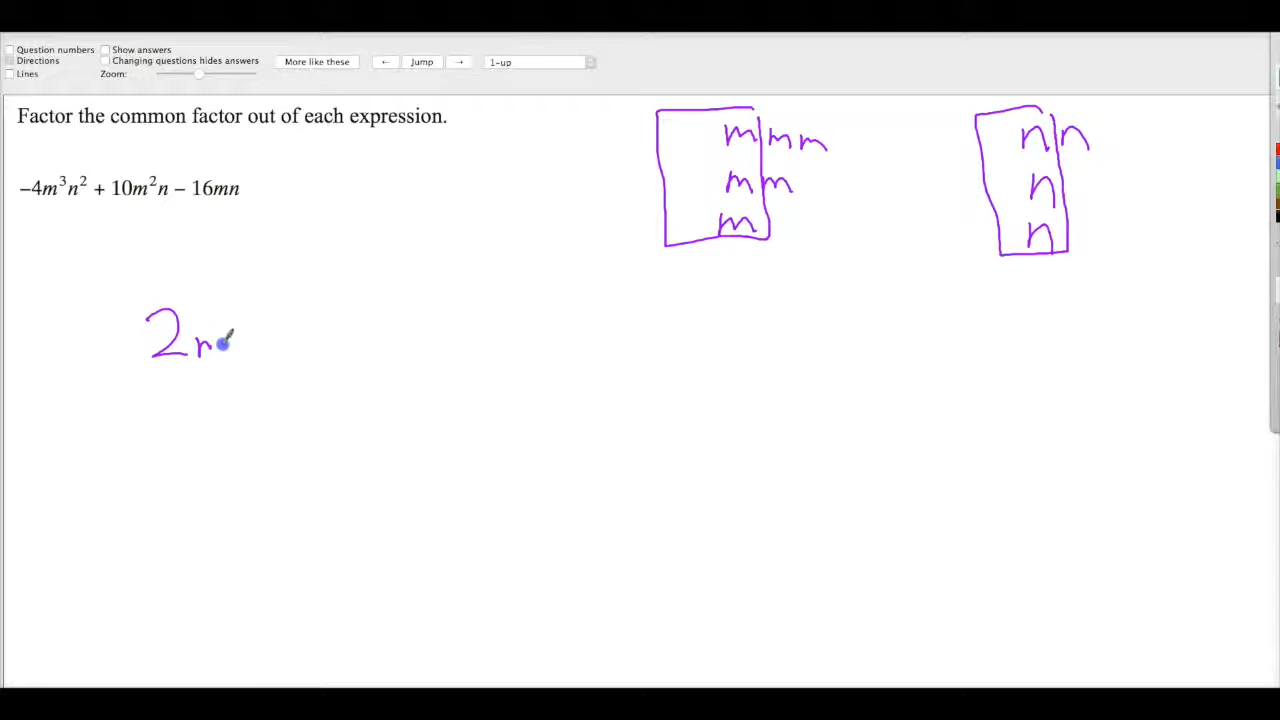 Question numbers Show answers
Directions Changing questions hides answers More like these ← Jump → 1-up
Lines Zoom:
Factor the common factor out of each expression.
−4m³n² + 10m²n − 16mn
m m m
m m
m
n n
n
n
2